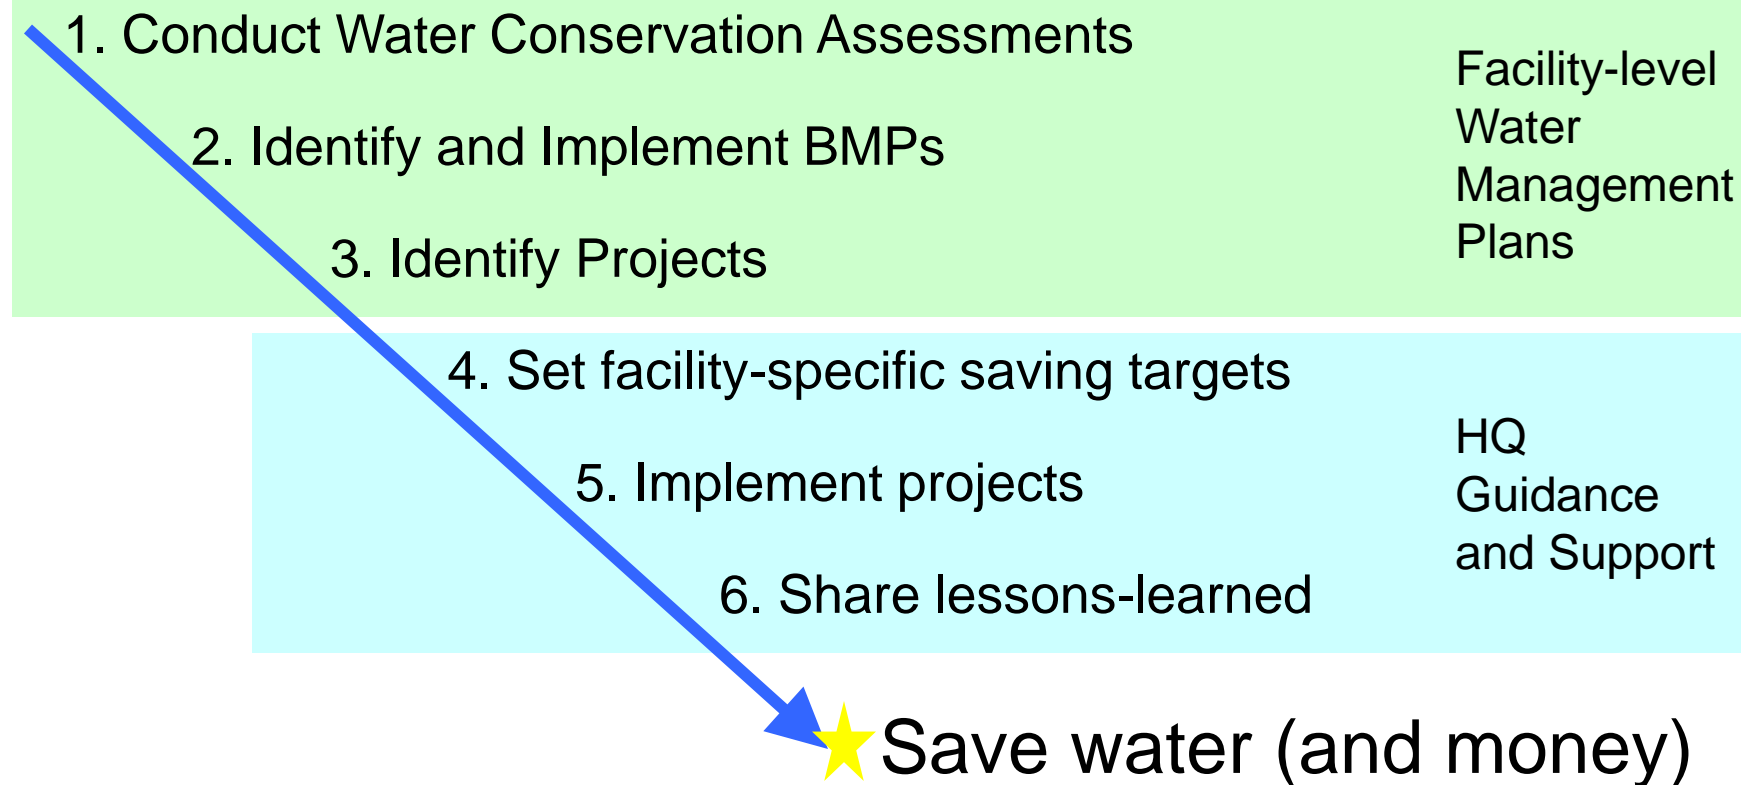 1. Conduct Water Conservation Assessments
2. Identify and Implement BMPs
3. Identify Projects
Facility-level
Water
Management
Plans
4. Set facility-specific saving targets
5. Implement projects
6. Share lessons-learned
HQ
Guidance
and Support
Save water (and money)